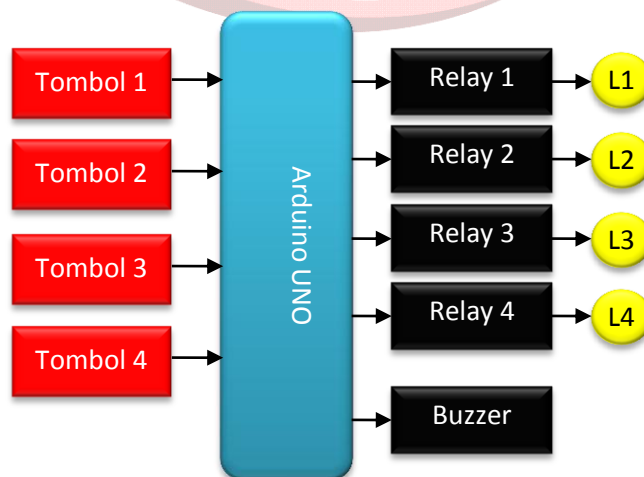 Tombol 1
Tombol 2
Tombol 3
Tombol 4
Arduino UNO
Relay 1
L1
Relay 2
L2
Relay 3
L3
Relay 4
L4
Buzzer